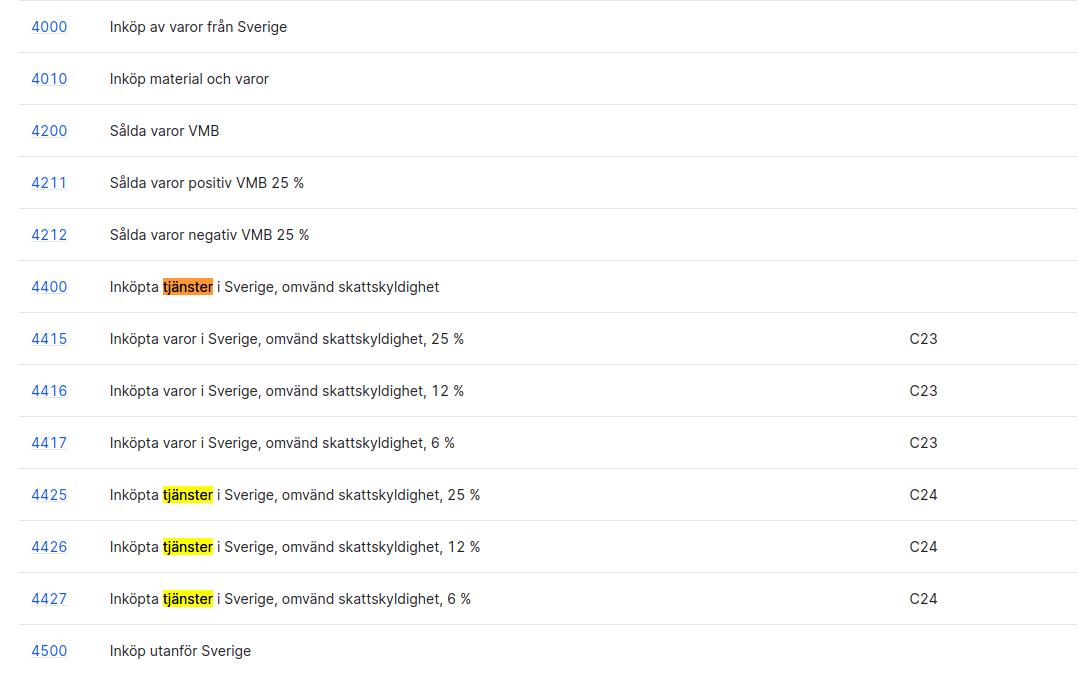 4000 Inköp av varor från Sverige
4010 Inköp material och varor
4200 Sålda varor VMB
4211 Sålda varor positiv VMB 25 %
4212 Sålda varor negativ VMB 25 %
4400 Inköpta tjänster i Sverige, omvänd skattskyldighet
4415 Inköpta varor i Sverige, omvänd skattskyldighet, 25 % C23
4416 Inköpta varor i Sverige, omvänd skattskyldighet, 12 % C23
4417 Inköpta varor i Sverige, omvänd skattskyldighet, 6 % C23
4425 Inköpta tjänster i Sverige, omvänd skattskyldighet, 25 % C24
4426 Inköpta tjänster i Sverige, omvänd skattskyldighet, 12 % C24
4427 Inköpta tjänster i Sverige, omvänd skattskyldighet, 6 % C24
4500 Inköp utanför Sverige